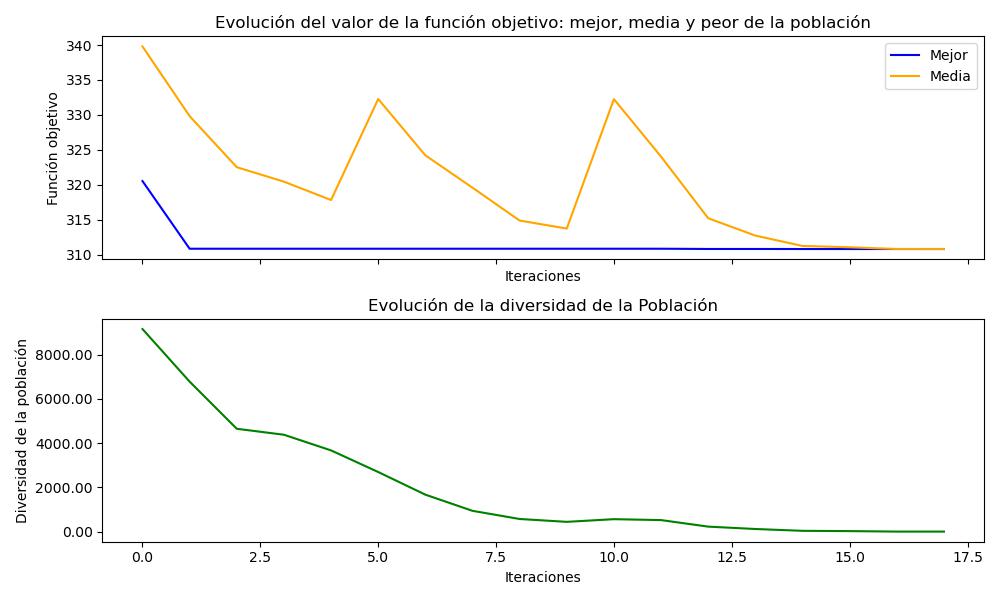 Evolución del valor de la función objetivo: mejor, media y peor de la población
340
335
330
325
320
315
310
Función objetivo
Mejor
Media
Iteraciones
Evolución de la diversidad de la Población
8000.00
6000.00
4000.00
2000.00
0.00
Diversidad de la población
0.0 2.5 5.0 7.5 10.0 12.5 15.0 17.5
Iteraciones